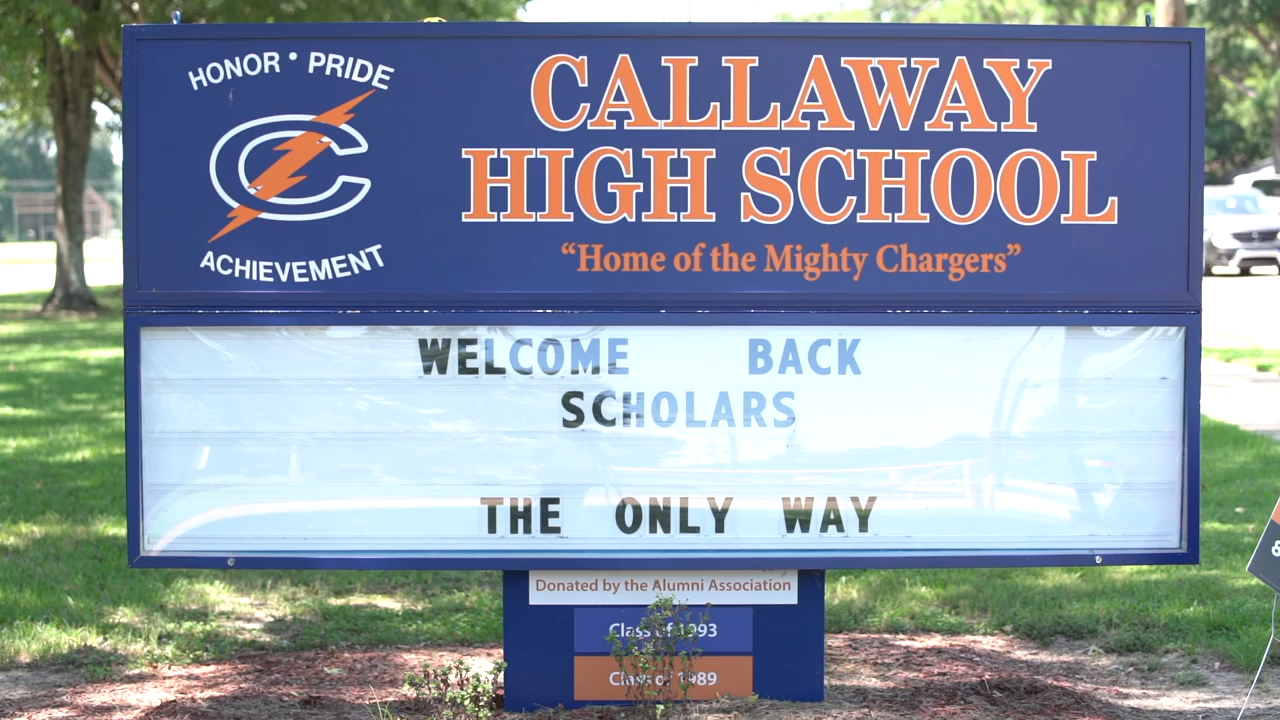 HONOR • PRIDE
C
ACHIEVEMENT
CALLAWAY
HIGH SCHOOL
“Home of the Mighty Chargers”
WELCOME BACK
SCHOLARS
THE ONLY WAY
Donated by the Alumni Association
Class of 1993
Class of 1989